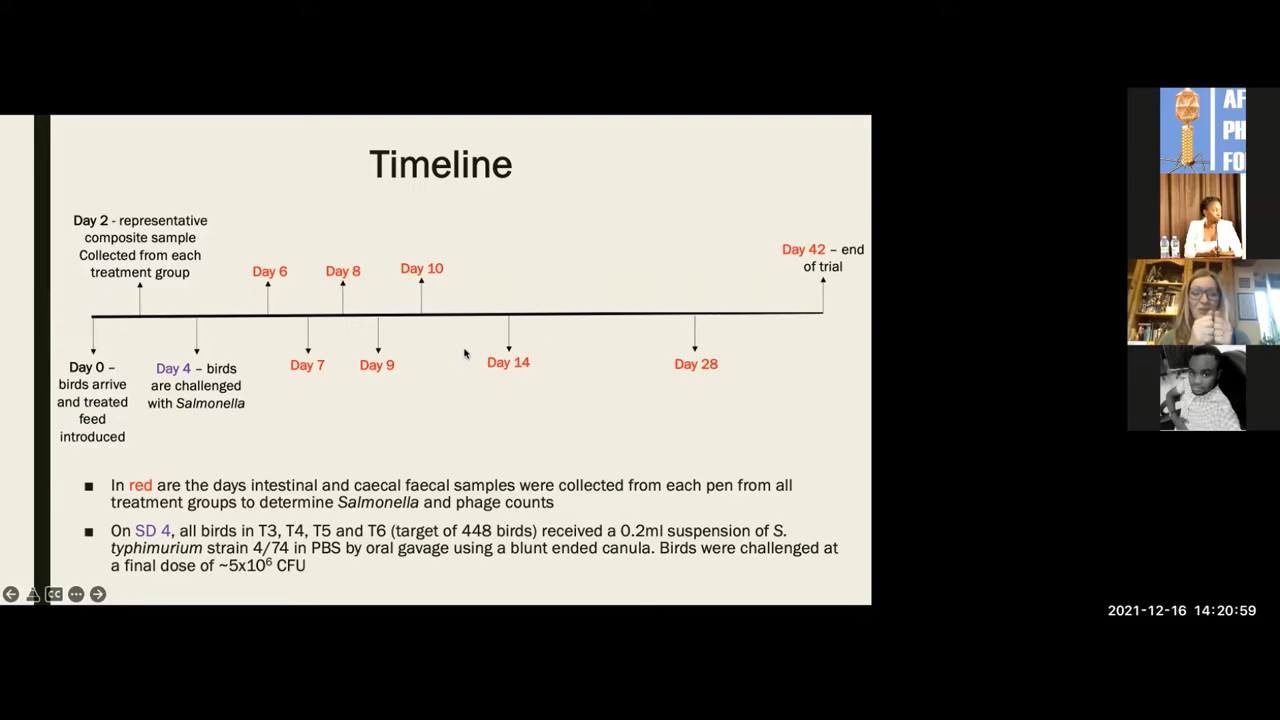 Timeline
Day 2 - representative
composite sample
Collected from each
treatment group
Day 6
Day 8
Day 10
Day 42 – end
of trial
Day 0 –
birds arrive
and treated
feed
introduced
Day 4 – birds
are challenged
with Salmonella
Day 7
Day 9
Day 14
Day 28
In red are the days intestinal and caecal faecal samples were collected from each pen from all
treatment groups to determine Salmonella and phage counts
On SD 4, all birds in T3, T4, T5 and T6 (target of 448 birds) received a 0.2ml suspension of S.
typhimurium strain 4/74 in PBS by oral gavage using a blunt ended canula. Birds were challenged at
a final dose of ~5x10⁶ CFU
CC
AF
PH
FO
2021-12-16 14:20:59